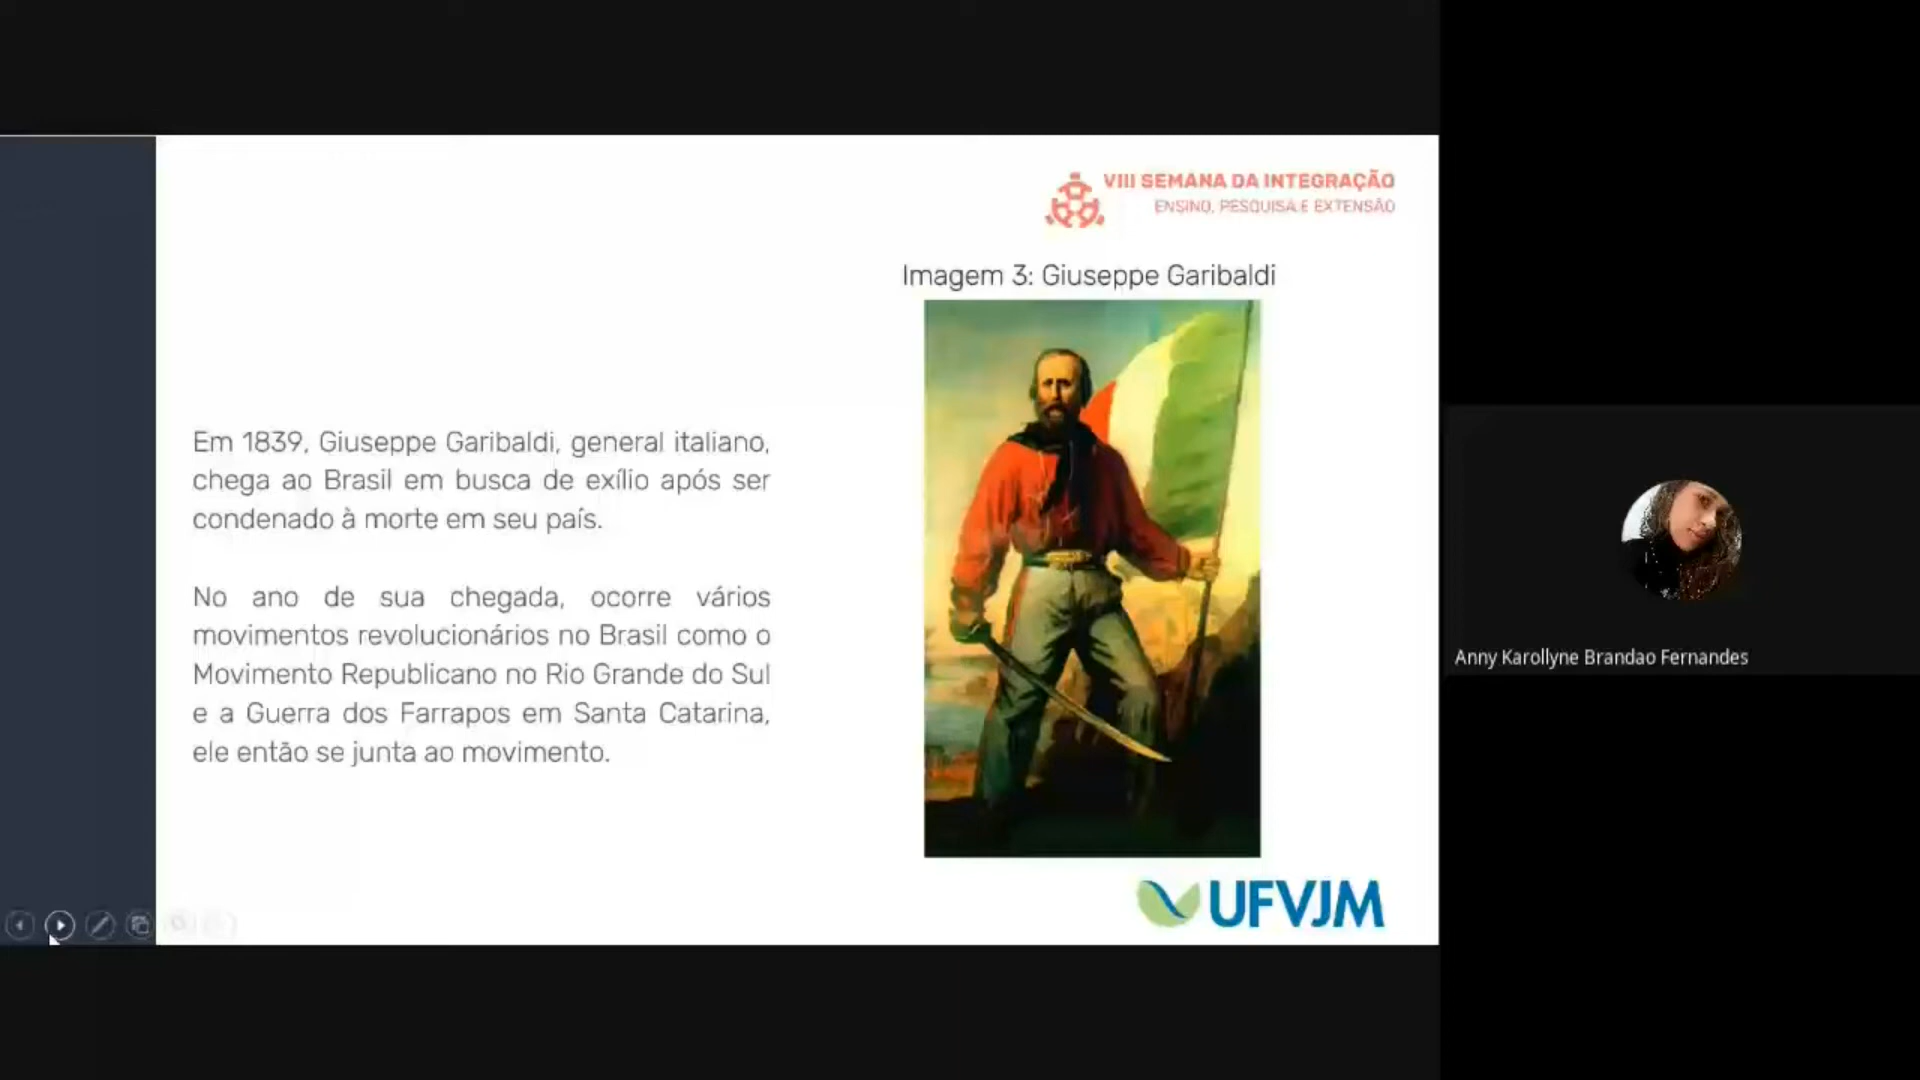 VIII SEMANA DA INTEGRAÇÃO
ENSINO, PESQUISA E EXTENSÃO
Imagem 3: Giuseppe Garibaldi
Em 1839, Giuseppe Garibaldi, general italiano,
chega ao Brasil em busca de exílio após ser
condenado à morte em seu país.
No ano de sua chegada, ocorre vários
movimentos revolucionários no Brasil como o
Movimento Republicano no Rio Grande do Sul
e a Guerra dos Farrapos em Santa Catarina,
ele então se junta ao movimento.
UFVJM
Anny Karollyne Brandao Fernandes